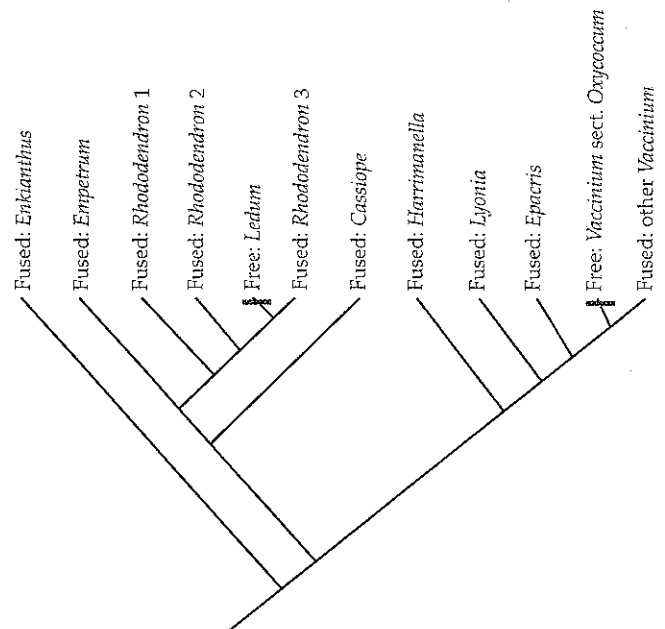 Fused: Enkianthus
Fused: Empetrum
Fused: Rhododendron 1
Fused: Rhododendron 2
Free: Ledum
Fused: Rhododendron 3
Fused: Cassiope
Fused: Harrimanella
Fused: Lyonia
Fused: Epacris
Free: Vaccinium sect. Oxycoccum
Fused: other Vaccinium